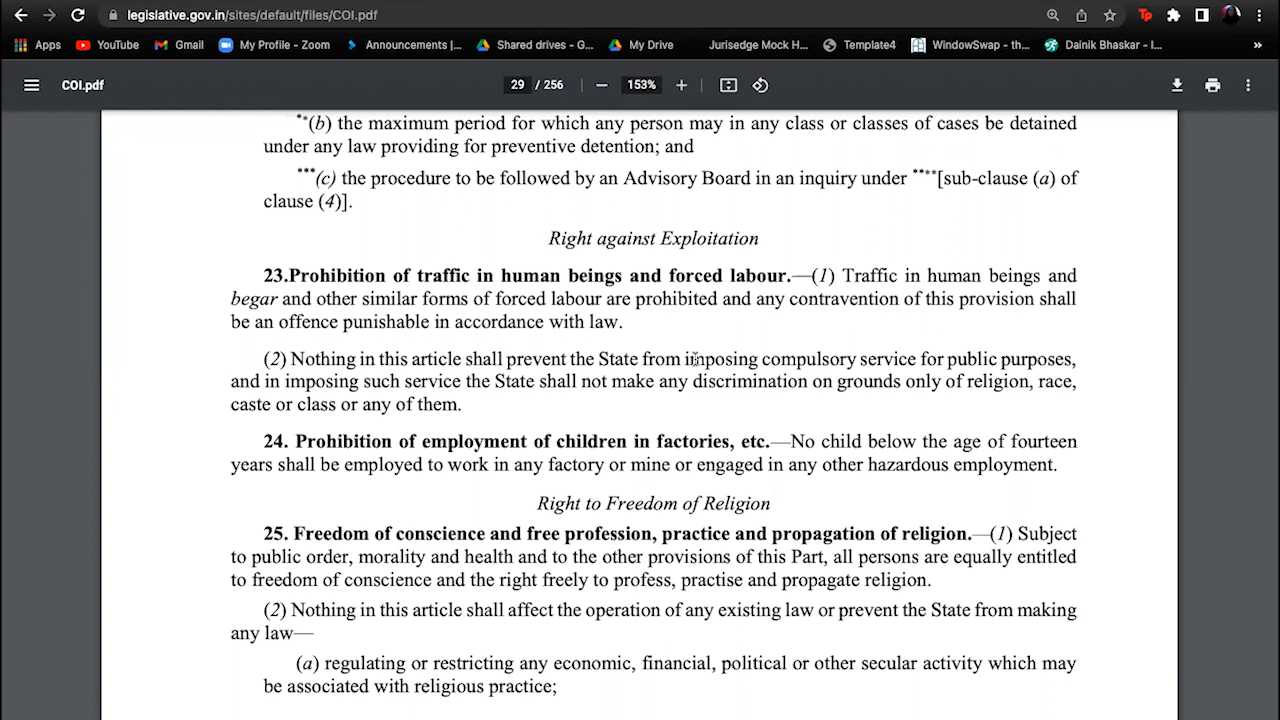 legislative.gov.in/sites/default/files/COI.pdf
Apps YouTube Gmail My Profile - Zoom Announcements |... Shared drives - G... My Drive Jurisedge Mock H... Template4 WindowSwap - th... Dainik Bhaskar - I... »
COI.pdf 29 / 256 — 153% +
**(b) the maximum period for which any person may in any class or classes of cases be detained
under any law providing for preventive detention; and
***(c) the procedure to be followed by an Advisory Board in an inquiry under ****[sub-clause (a) of
clause (4)].
Right against Exploitation
23.Prohibition of traffic in human beings and forced labour.—(1) Traffic in human beings and
begar and other similar forms of forced labour are prohibited and any contravention of this provision shall
be an offence punishable in accordance with law.
(2) Nothing in this article shall prevent the State from imposing compulsory service for public purposes,
and in imposing such service the State shall not make any discrimination on grounds only of religion, race,
caste or class or any of them.
24. Prohibition of employment of children in factories, etc.—No child below the age of fourteen
years shall be employed to work in any factory or mine or engaged in any other hazardous employment.
Right to Freedom of Religion
25. Freedom of conscience and free profession, practice and propagation of religion.—(1) Subject
to public order, morality and health and to the other provisions of this Part, all persons are equally entitled
to freedom of conscience and the right freely to profess, practise and propagate religion.
(2) Nothing in this article shall affect the operation of any existing law or prevent the State from making
any law—
(a) regulating or restricting any economic, financial, political or other secular activity which may
be associated with religious practice;